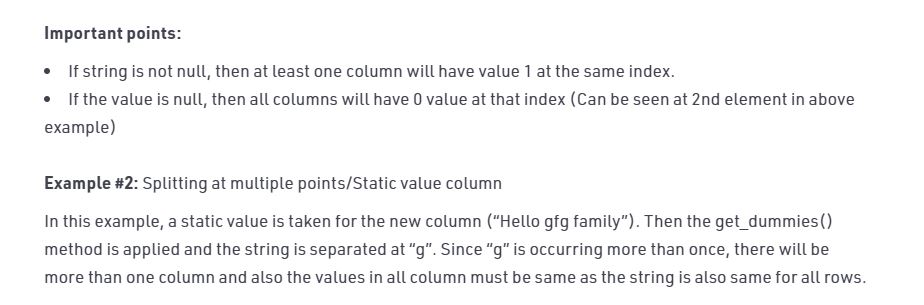 Important points:
• If string is not null, then at least one column will have value 1 at the same index.
• If the value is null, then all columns will have 0 value at that index (Can be seen at 2nd element in above
example)
Example #2: Splitting at multiple points/Static value column
In this example, a static value is taken for the new column (“Hello gfg family”). Then the get_dummies()
method is applied and the string is separated at “g”. Since “g” is occurring more than once, there will be
more than one column and also the values in all column must be same as the string is also same for all rows.